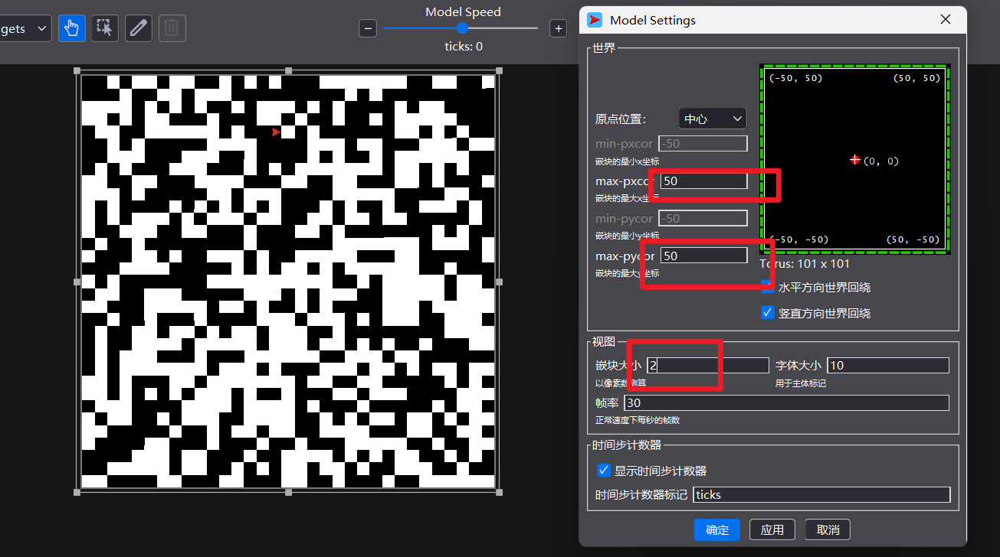 gets
Model Speed
ticks: 0
Model Settings
世界
(-50, 50)
(50, 50)
原点位置:
中心
min-pxcor
-50
嵌块的最小x坐标
(0, 0)
max-pxcor
50
嵌块的最大x坐标
min-pycor
-50
嵌块的最小y坐标
(-50, -50)
(50, -50)
max-pycor
50
Torus: 101 x 101
嵌块的最大y坐标
水平方向世界回绕
竖直方向世界回绕
视图
嵌块大小
2
字体大小
10
以像素数测算
用于主体标记
帧率
30
正常速度下每秒的帧数
时间步计数器
显示时间步计数器
时间步计数器标记
ticks
确定
应用
取消